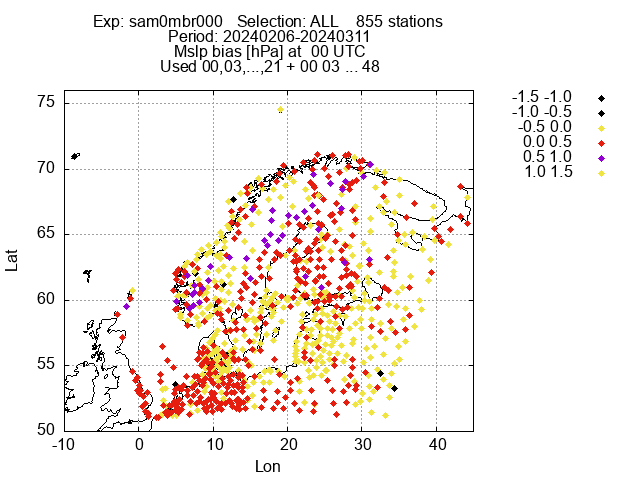 Exp: sam0mbr000 Selection: ALL 855 stations
Period: 20240206-20240311
Mslp bias [hPa] at 00 UTC
Used 00,03,...,21 + 00 03 ... 48
-1.5 -1.0
-1.0 -0.5
-0.5 0.0
0.0 0.5
0.5 1.0
1.0 1.5
75
70
65
60
55
50
Lat
-10 0 10 20 30 40
Lon